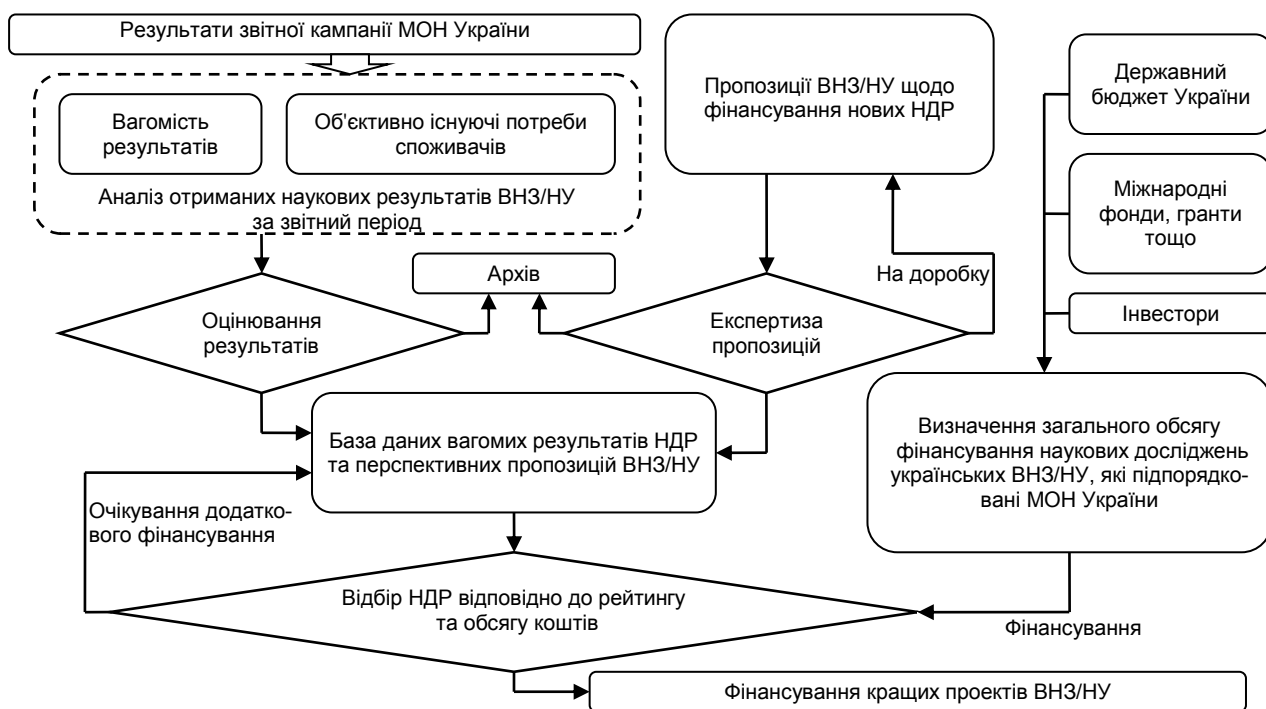 Результати звітної кампанії МОН України
Вагомість
результатів
Об'єктивно існуючі потреби
споживачів
Аналіз отриманих наукових результатів ВНЗ/НУ
за звітний період
Пропозиції ВНЗ/НУ щодо
фінансування нових НДР
Державний
бюджет України
Міжнародні
фонди, гранти
тощо
Інвестори
Архів
На доробку
Оцінювання
результатів
Експертиза
пропозицій
База даних вагомих результатів НДР
та перспективних пропозицій ВНЗ/НУ
Визначення загального обсягу
фінансування наукових досліджень
українських ВНЗ/НУ, які підпорядко-
вані МОН України
Очікування додатко-
вого фінансування
Відбір НДР відповідно до рейтингу
та обсягу коштів
Фінансування
Фінансування кращих проектів ВНЗ/НУ